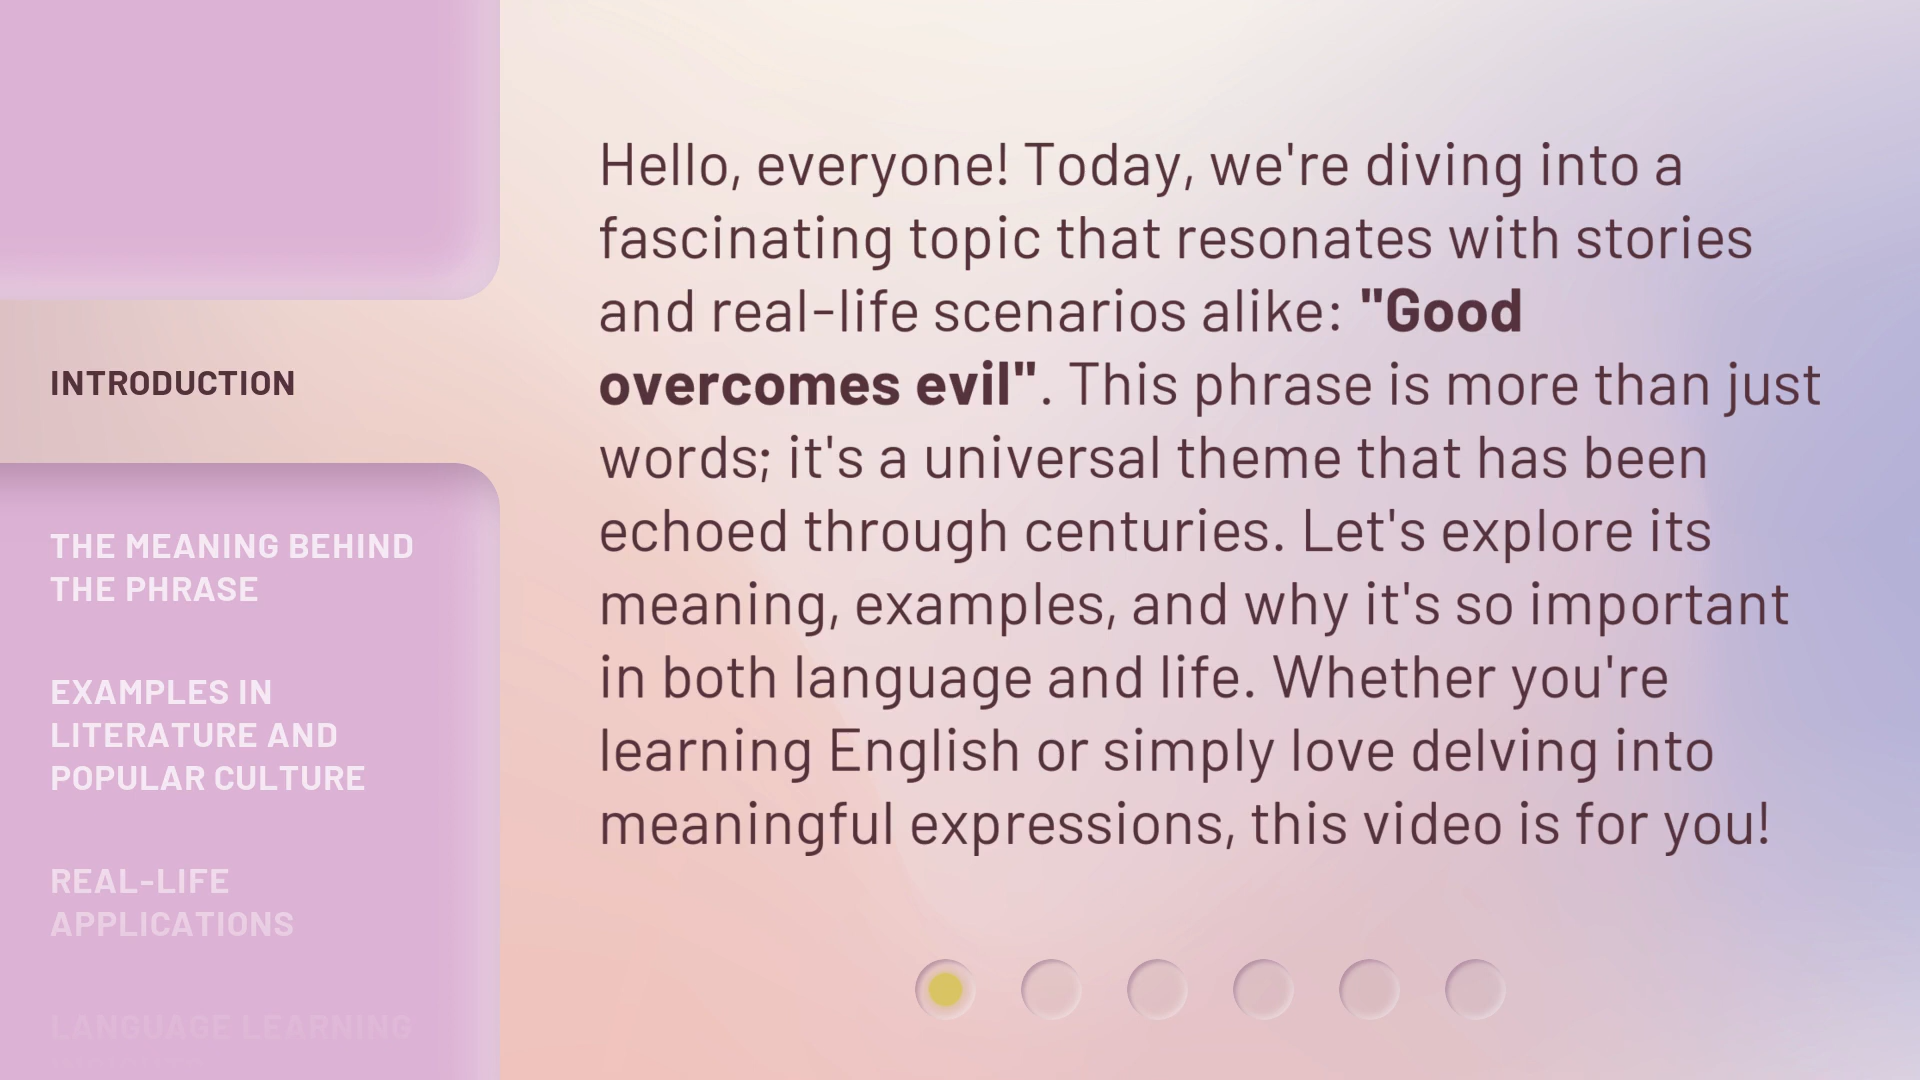 INTRODUCTION
THE MEANING BEHIND
THE PHRASE
EXAMPLES IN
LITERATURE AND
POPULAR CULTURE
REAL-LIFE
APPLICATIONS
LANGUAGE LEARNING
Hello, everyone! Today, we're diving into a
fascinating topic that resonates with stories
and real-life scenarios alike: "Good
overcomes evil". This phrase is more than just
words; it's a universal theme that has been
echoed through centuries. Let's explore its
meaning, examples, and why it's so important
in both language and life. Whether you're
learning English or simply love delving into
meaningful expressions, this video is for you!